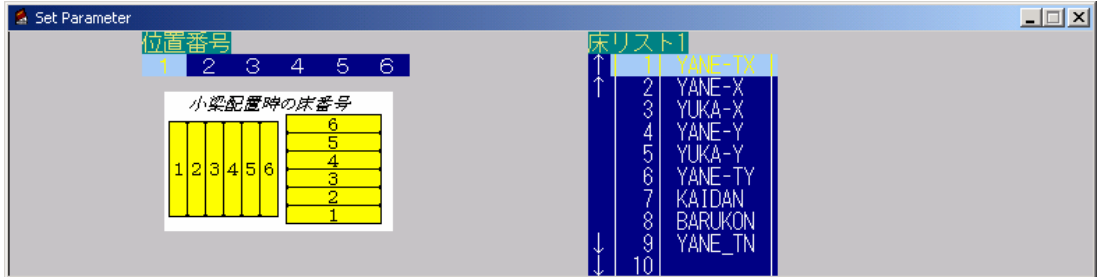 Set Parameter
位置番号
1 2 3 4 5 6
小梁配置時の床番号
1 2 3 4 5 6
6
5
4
3
2
1
床リスト1
↑ 1 YANE-TX
↑ 2 YANE-X
3 YUKA-X
4 YANE-Y
5 YUKA-Y
6 YANE-TY
7 KAIDAN
8 BARUKON
↓ 9 YANE_TN
↓ 10